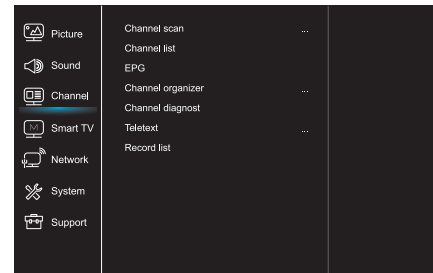 Picture
Sound
Channel
M
Smart TV
Network
System
Support
Channel scan ...
Channel list
EPG
Channel organizer ...
Channel diagnost
Teletext ...
Record list